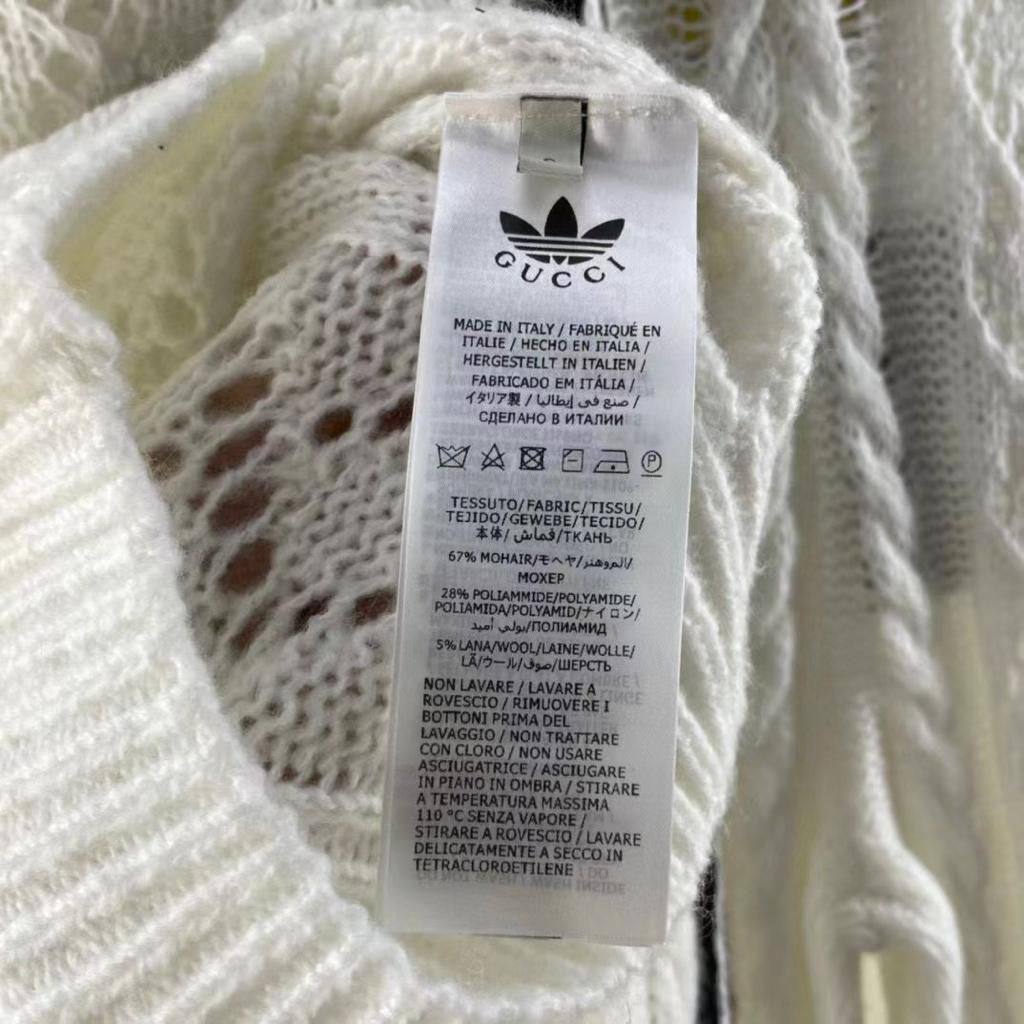 GUCCI
MADE IN ITALY / FABRIQUÉ EN
ITALIE / HECHO EN ITALIA /
HERGESTELLT IN ITALIEN /
FABRICADO EM ITÁLIA /
イタリア製 / صنع في إيطاليا /
СДЕЛАНО В ИТАЛИИ
P
TESSUTO/FABRIC/TISSU/
TEJIDO/GEWEBE/TECIDO/
本体/قماش/ТКАНЬ
67% MOHAIR/モヘヤ/الموهير/
МОХЕР
28% POLIAMMIDE/POLYAMIDE/
POLIAMIDA/POLYAMID/ナイロン/
بولي أميد/ПОЛИАМИД
5% LANA/WOOL/LAINE/WOLLE/
LÃ/ウール/صوف/ШЕРСТЬ
NON LAVARE / LAVARE A
ROVESCIO / RIMUOVERE I
BOTTONI PRIMA DEL
LAVAGGIO / NON TRATTARE
CON CLORO / NON USARE
ASCIUGATRICE / ASCIUGARE
IN PIANO IN OMBRA / STIRARE
A TEMPERATURA MASSIMA
110 °C SENZA VAPORE /
STIRARE A ROVESCIO / LAVARE
DELICATAMENTE A SECCO IN
TETRACLOROETILENE